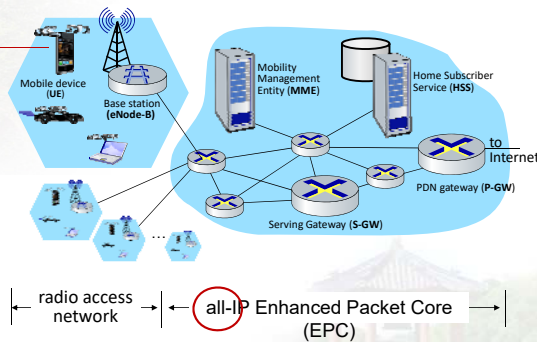 Mobile device
(UE)
Base station
(eNode-B)
Mobility
Management
Entity (MME)
Home Subscriber
Service (HSS)
to
Internet
PDN gateway (P-GW)
Serving Gateway (S-GW)
...
radio access
network
all-IP Enhanced Packet Core
(EPC)